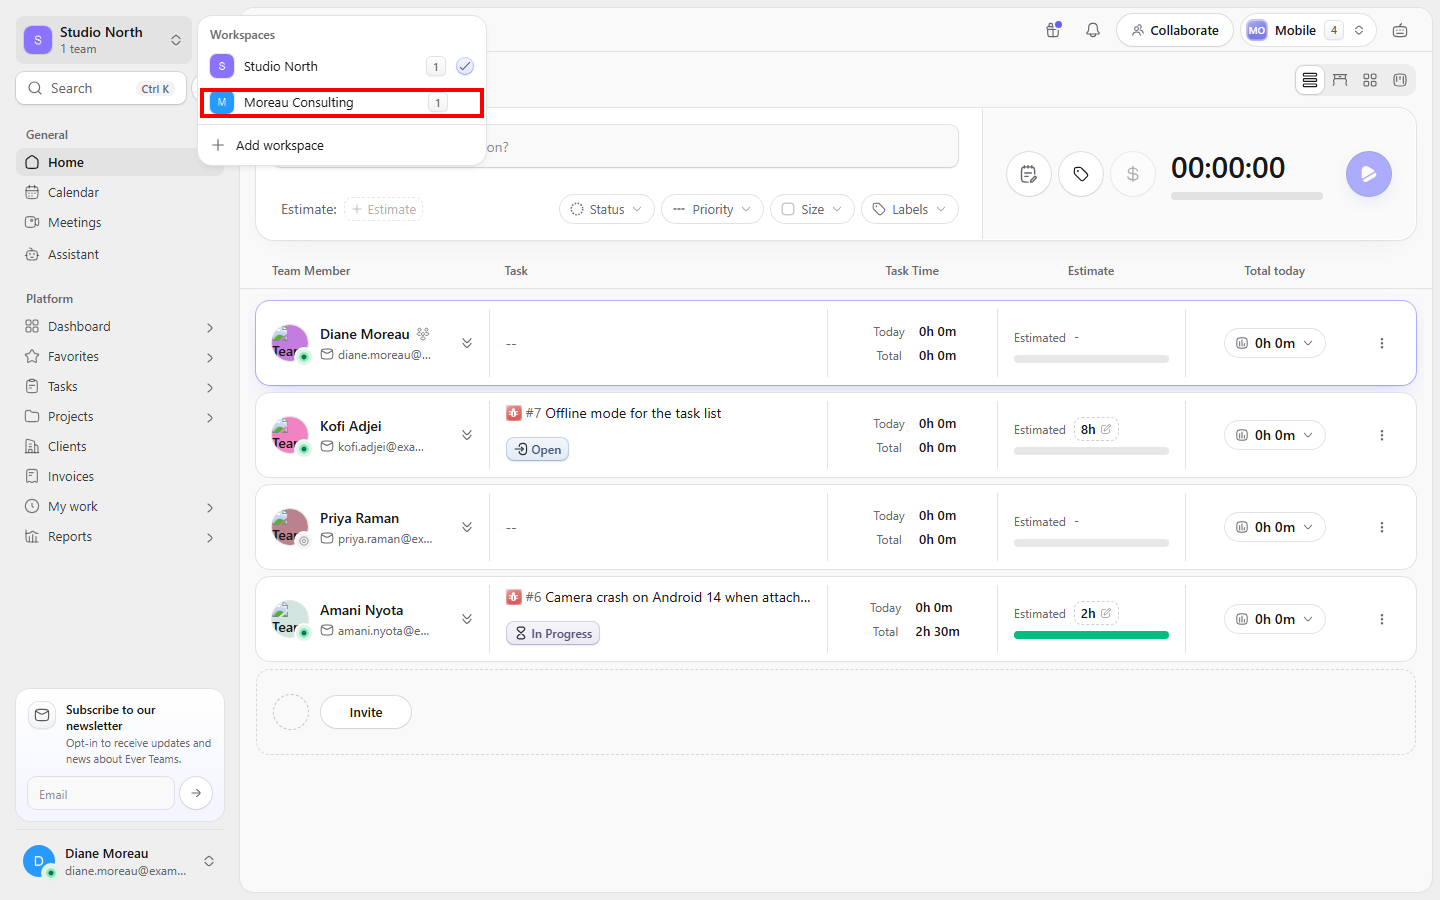 S
Studio North
1 team
Search
Ctrl K
General
Home
Calendar
Meetings
Assistant
Platform
Dashboard
Favorites
Tasks
Projects
Clients
Invoices
My work
Reports
Subscribe to our
newsletter
Opt-in to receive updates and
news about Ever Teams.
Email
D
Diane Moreau
diane.moreau@exam...
Workspaces
S
Studio North
1
M
Moreau Consulting
1
Add workspace
Collaborate
MO
Mobile
4
on?
Estimate:
+ Estimate
Status
Priority
Size
Labels
$
00:00:00
Team Member
Task
Task Time
Estimate
Total today
Team
Diane Moreau
diane.moreau@...
--
Today 0h 0m
Total 0h 0m
Estimated -
0h 0m
Team
Kofi Adjei
kofi.adjei@exa...
#7 Offline mode for the task list
Open
Today 0h 0m
Total 0h 0m
Estimated 8h
0h 0m
Team
Priya Raman
priya.raman@ex...
--
Today 0h 0m
Total 0h 0m
Estimated -
0h 0m
Team
Amani Nyota
amani.nyota@e...
#6 Camera crash on Android 14 when attach...
In Progress
Today 0h 0m
Total 2h 30m
Estimated 2h
0h 0m
Invite